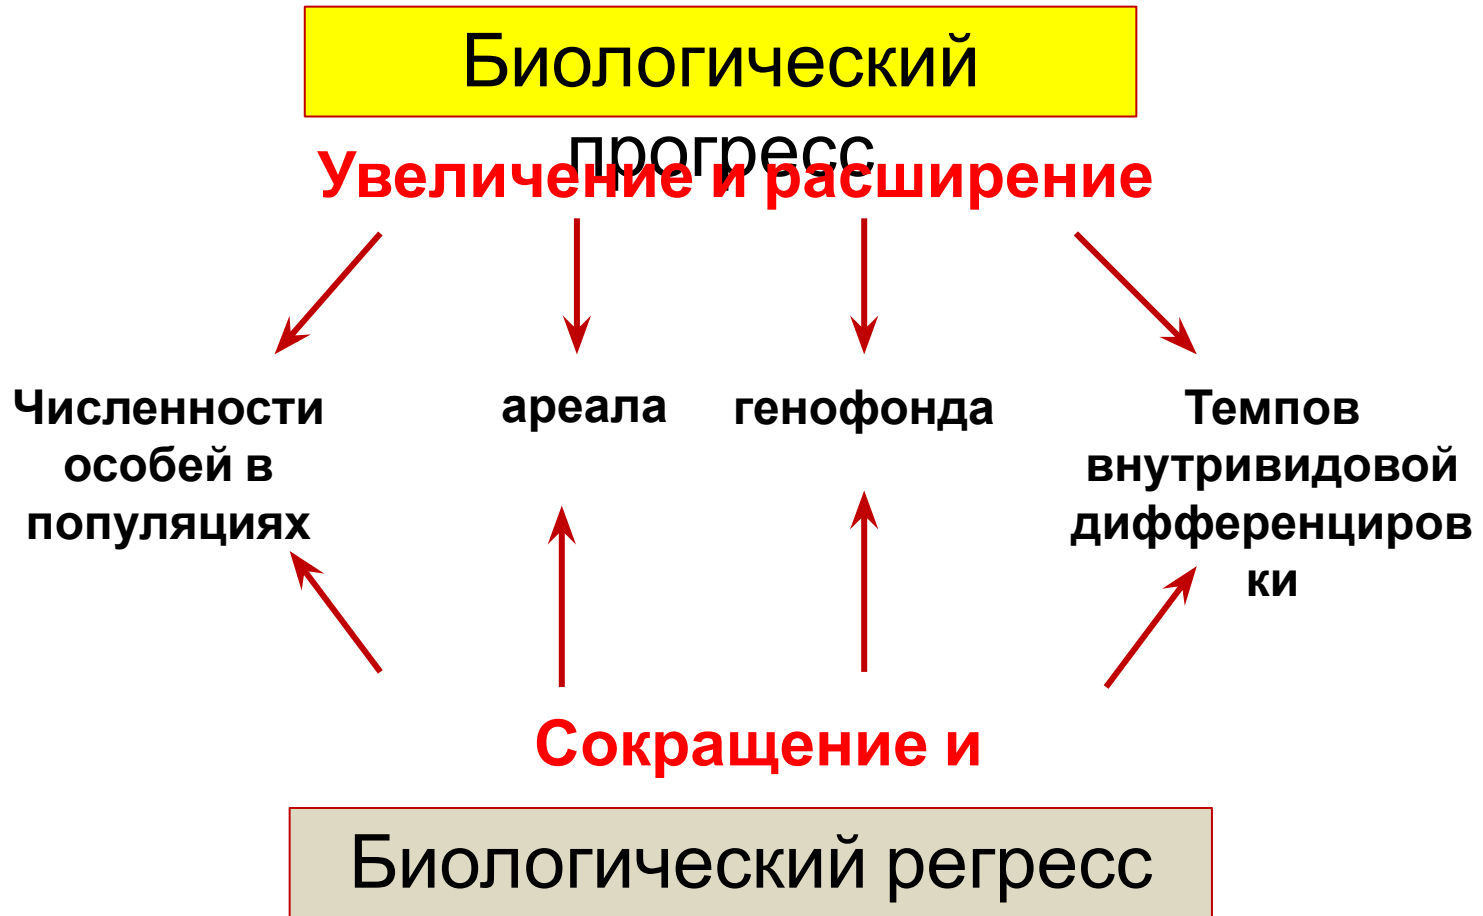 Биологический
прогресс
Увеличение и расширение
Численности
особей в
популяциях
ареала
генофонда
Темпов
внутривидовой
дифференциров
ки
Сокращение и
Биологический регресс